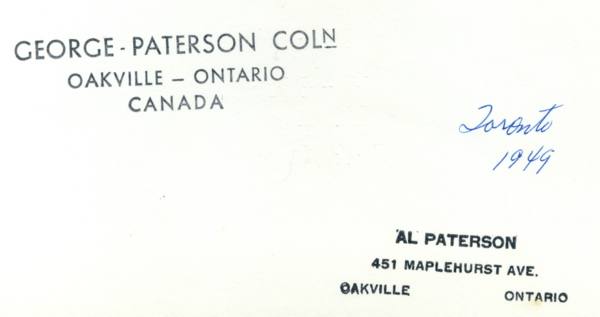 GEORGE - PATERSON COLN
OAKVILLE - ONTARIO
CANADA
Toronto
1949
AL PATERSON
451 MAPLEHURST AVE.
OAKVILLE ONTARIO